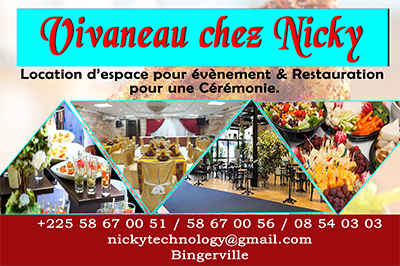 Vivaneau chez Nicky
Location d'espace pour évènement & Restauration
pour une Cérémonie.
+225 58 67 00 51 / 58 67 00 56 / 08 54 03 03
nickytechnology@gmail.com
Bingerville